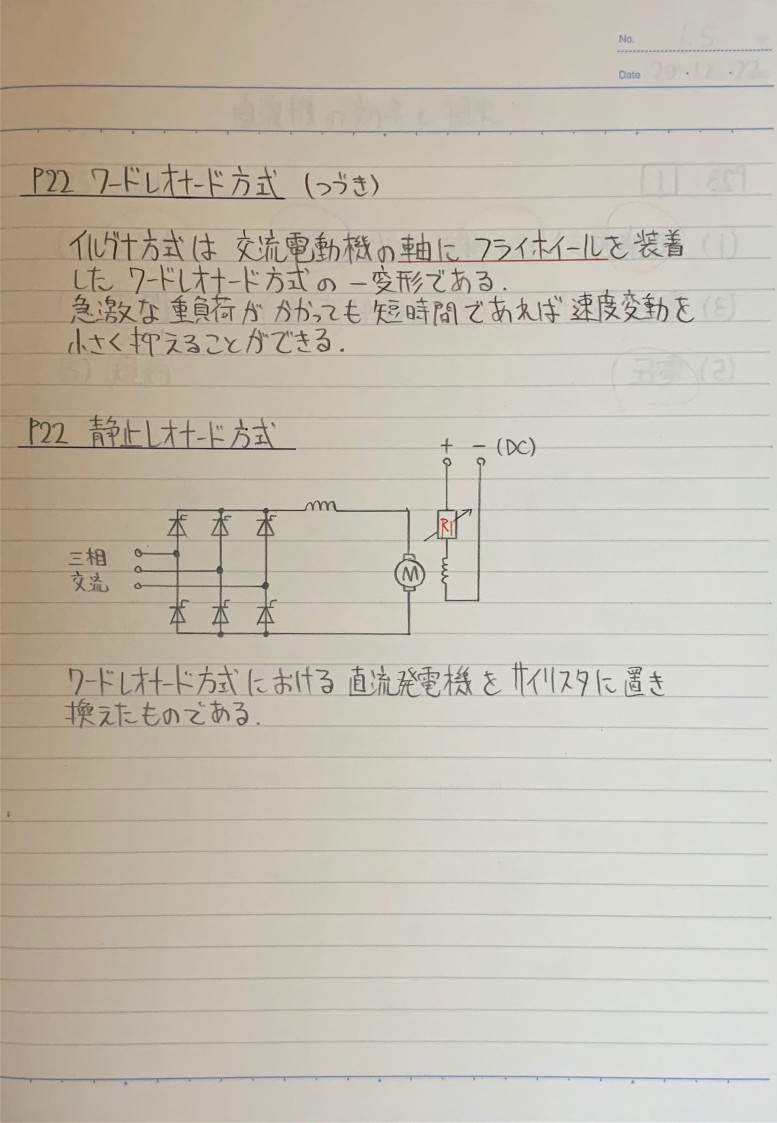 No.
Date
P22 ワードレオナード方式 (つづき)
イルグナ方式は 交流電動機の軸に フライホイールを装着
した ワードレオナード方式の一変形である.
急激な重負荷がかかっても 短時間であれば 速度変動を
小さく抑えることができる.
P22 静止レオナード方式
+ − (DC)
R1
三相
交流
M
ワードレオナード方式における 直流発電機を サイリスタに置き
換えたものである.